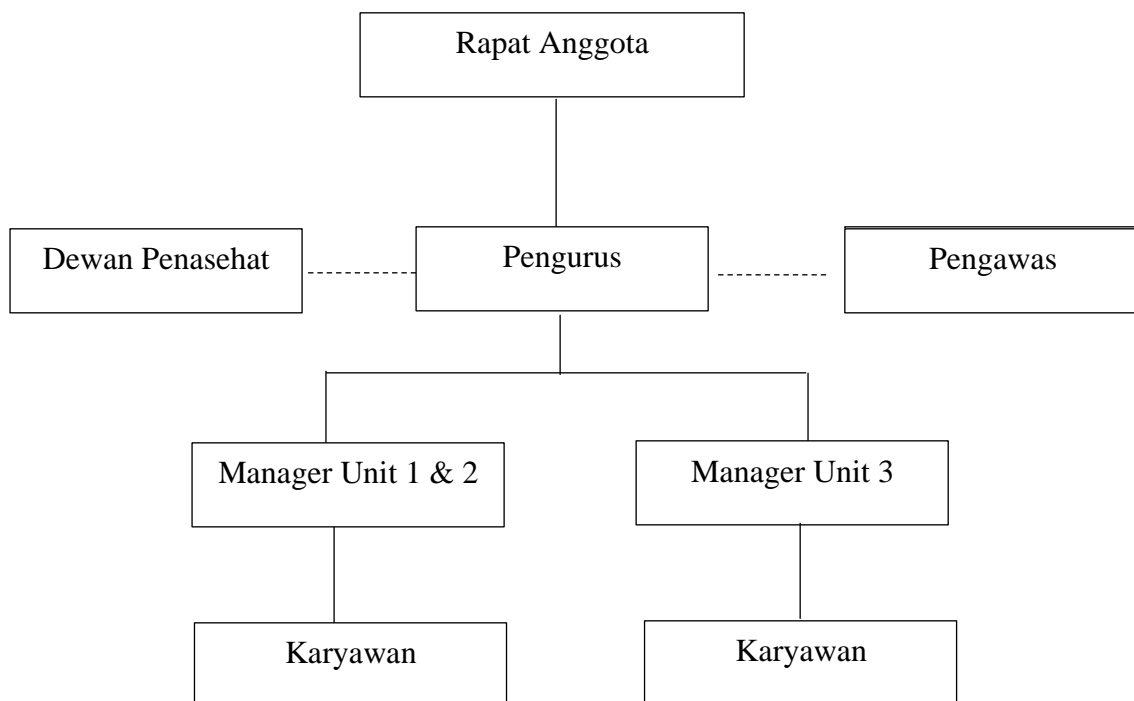 Rapat Anggota
Dewan Penasehat
Pengurus
Pengawas
Manager Unit 1 & 2
Manager Unit 3
Karyawan
Karyawan